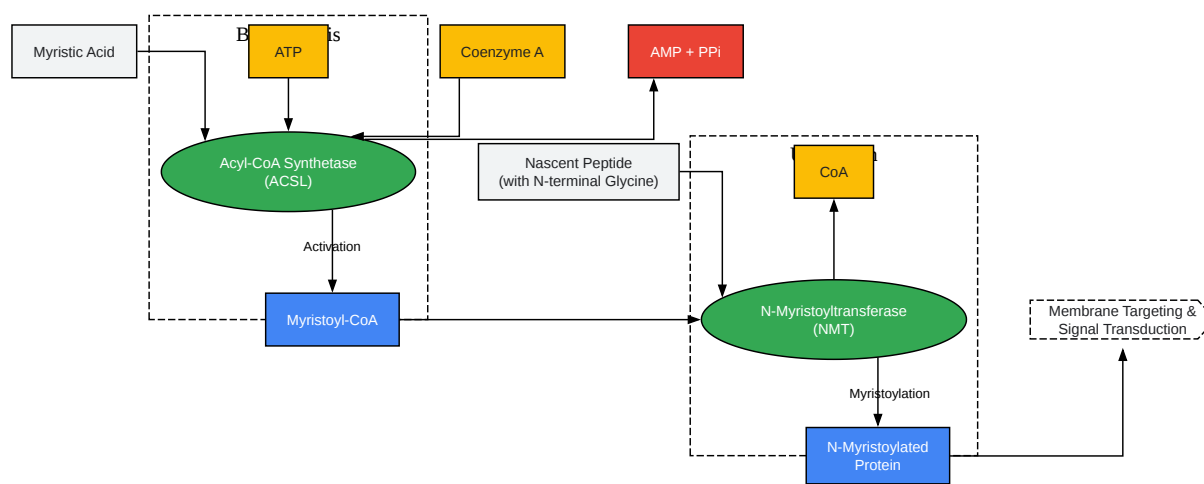 Myristic Acid
ATP
Coenzyme A
AMP + PPi
Acyl-CoA Synthetase
(ACSL)
Nascent Peptide
(with N-terminal Glycine)
CoA
Activation
Myristoyl-CoA
N-Myristoyltransferase
(NMT)
Membrane Targeting &
Signal Transduction
Myristoylation
N-Myristoylated
Protein